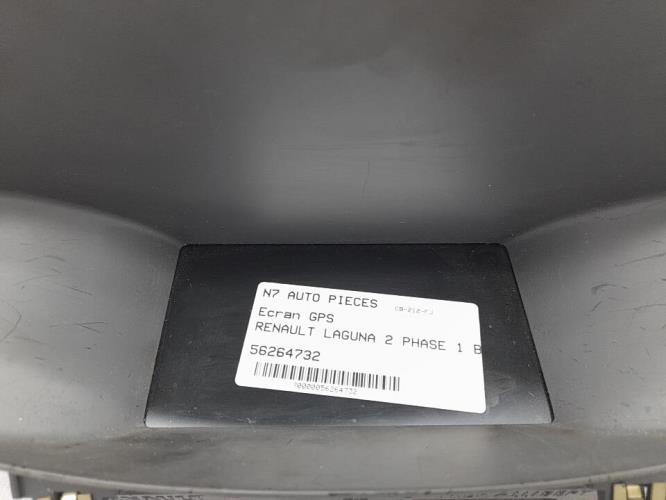 N7 AUTO PIECES
Ecran GPS
RENAULT LAGUNA 2 PHASE 1 B
56264732